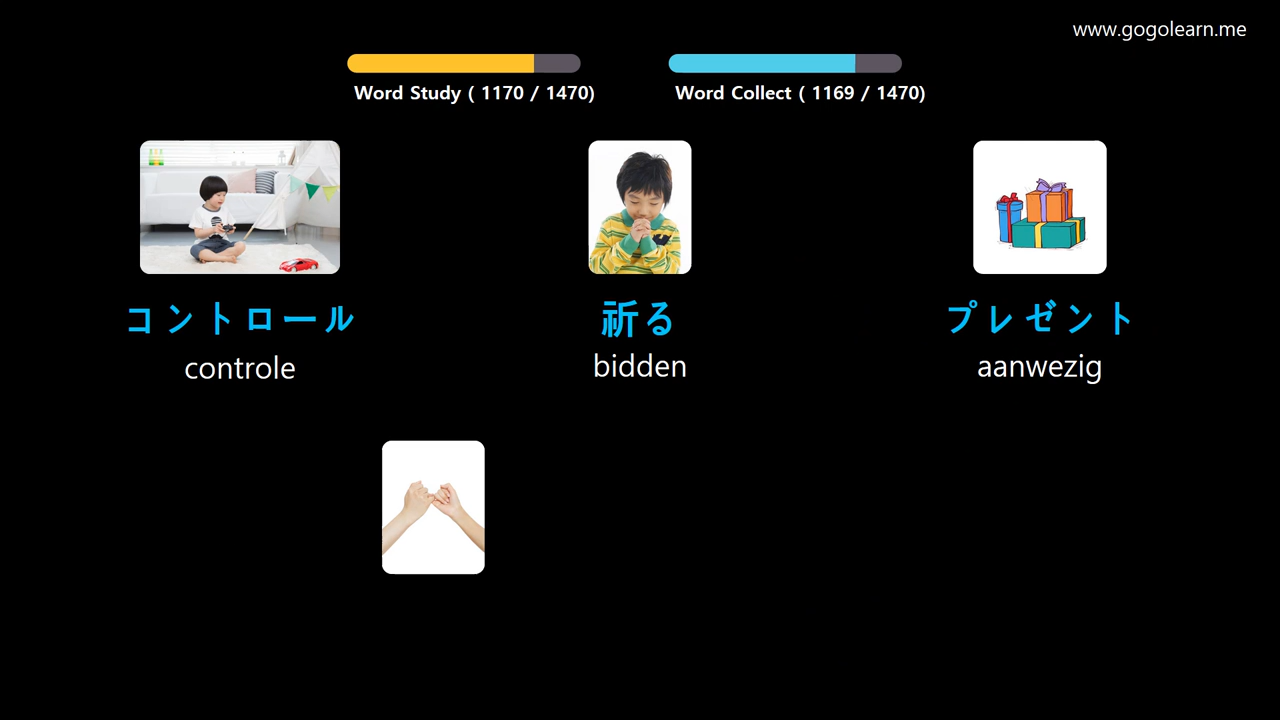 www.gogolearn.me
Word Study ( 1170 / 1470)
Word Collect ( 1169 / 1470)
コントロール
controle
祈る
bidden
プレゼント
aanwezig